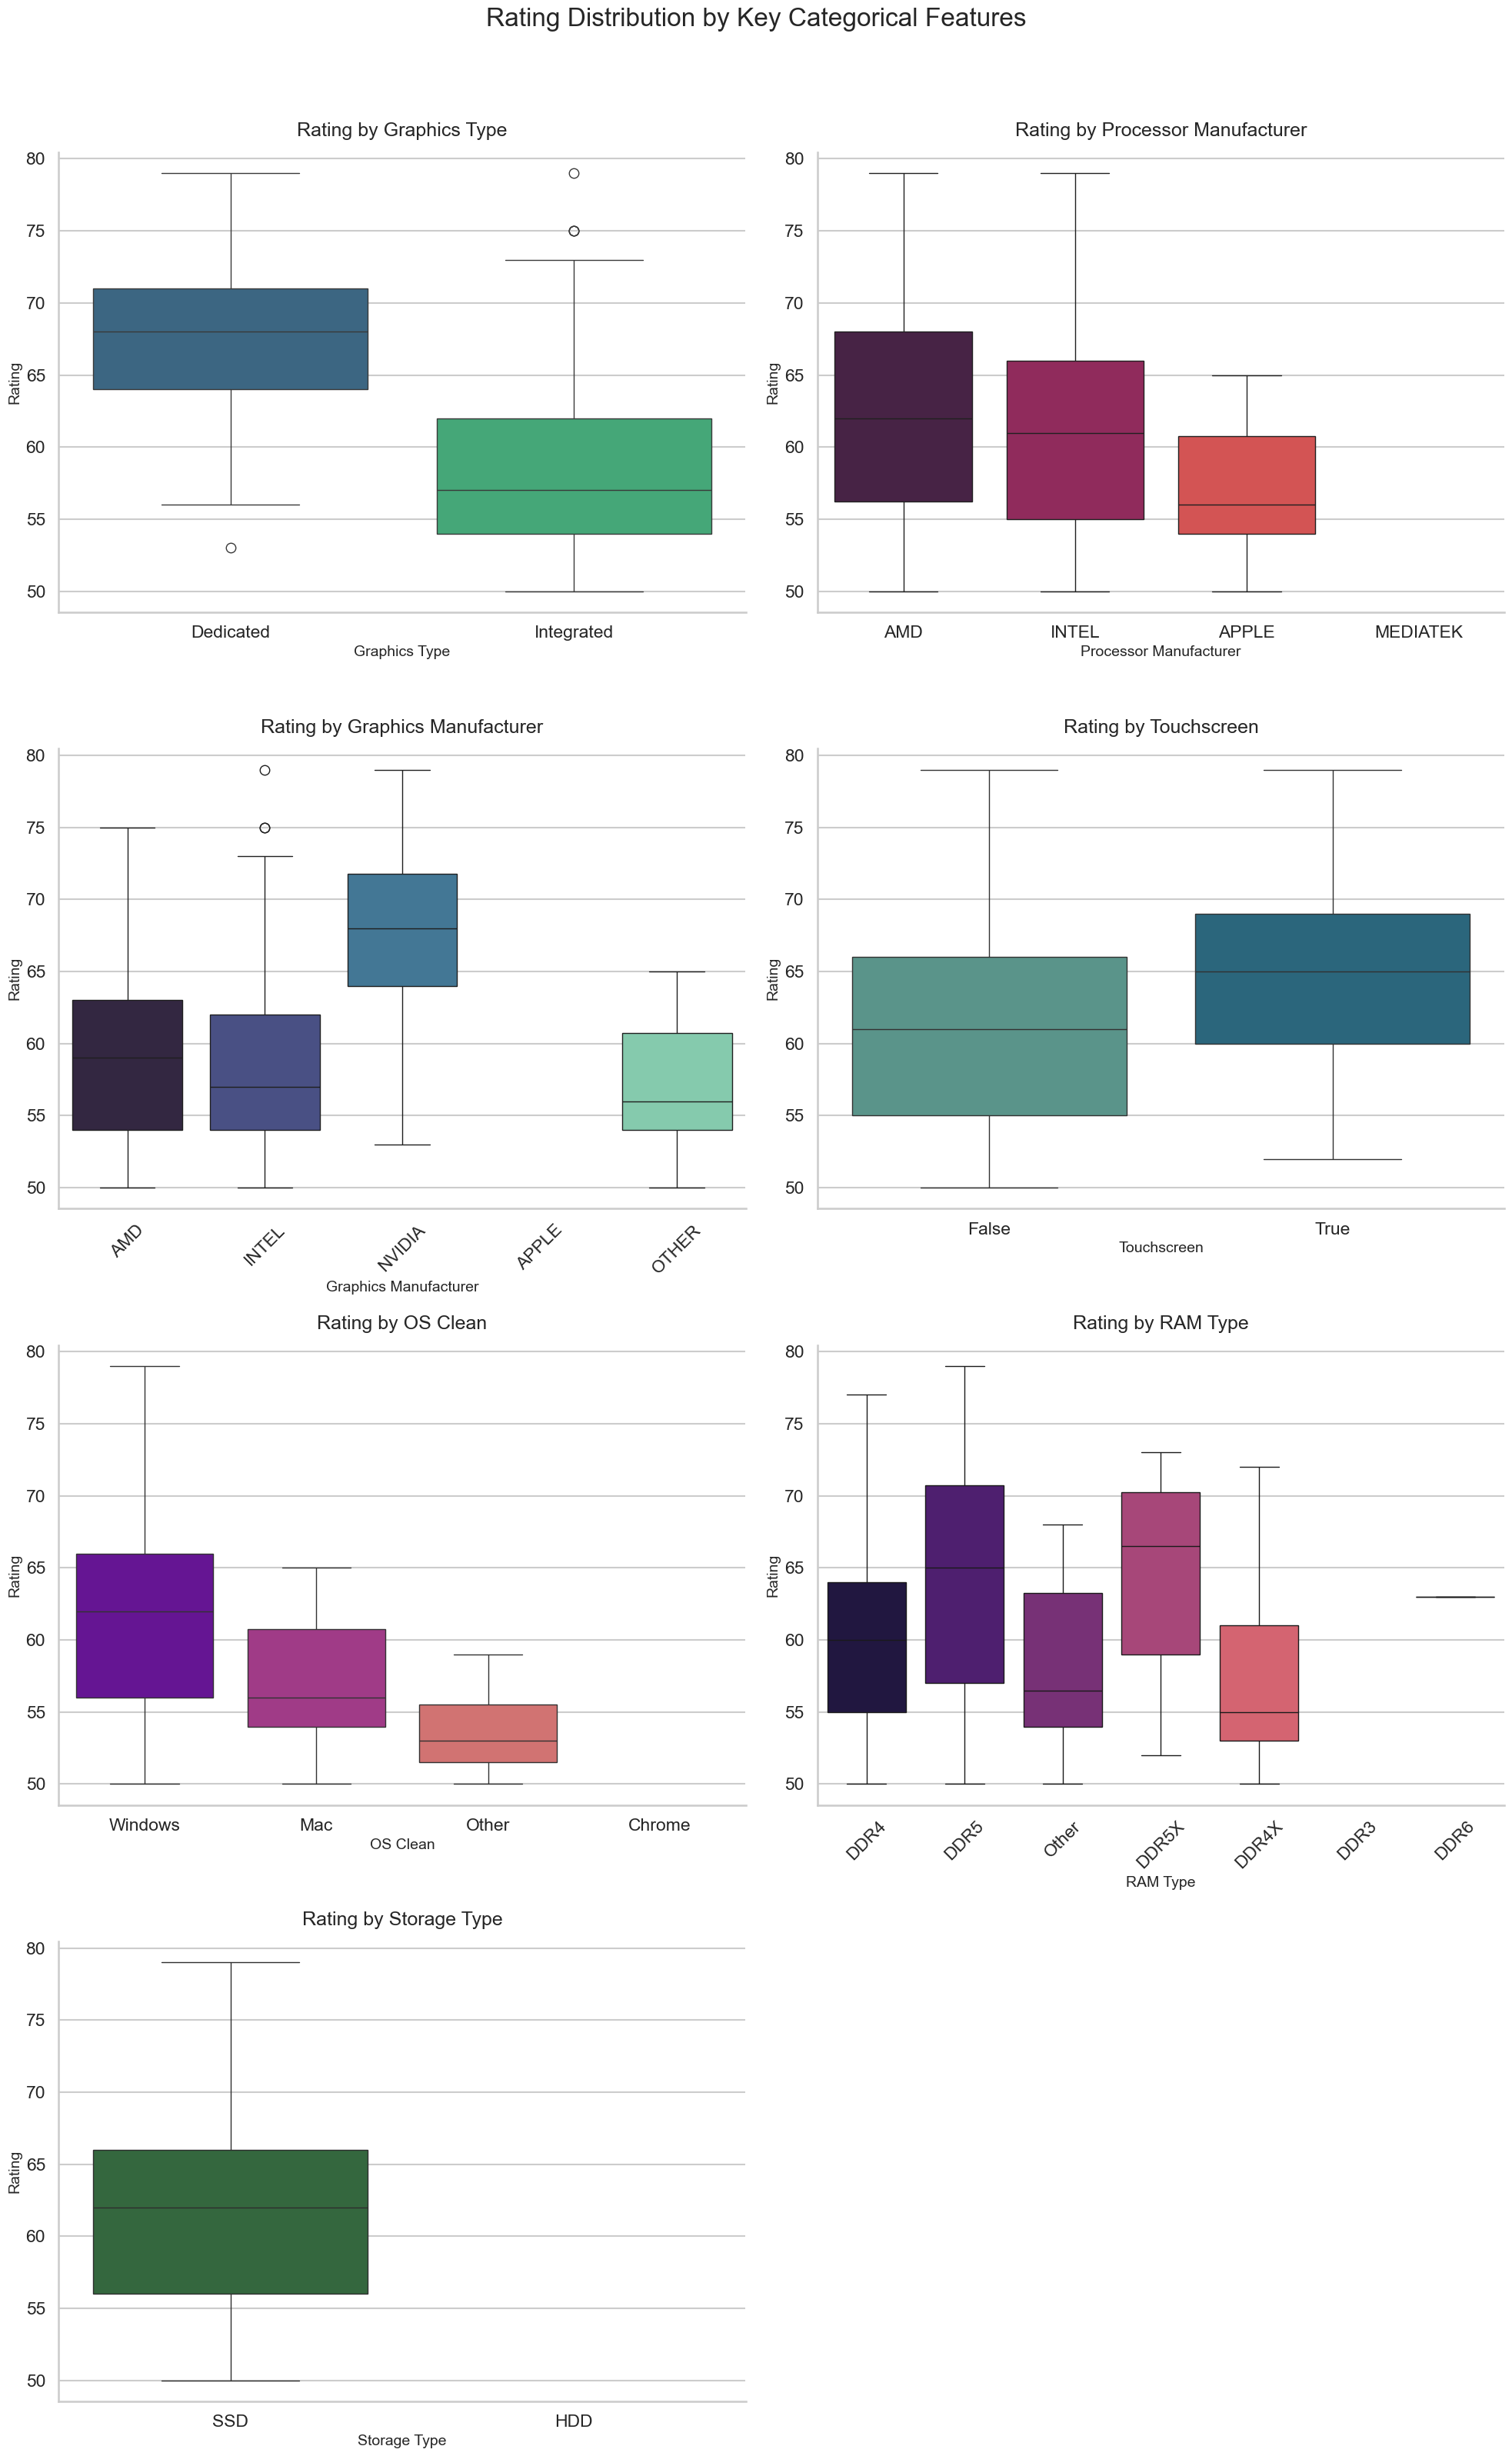 Rating Distribution by Key Categorical Features
Rating by Graphics Type
80
75
70
65
60
55
50
Rating
Dedicated Integrated
Graphics Type
Rating by Processor Manufacturer
80
75
70
65
60
55
50
Rating
AMD INTEL APPLE MEDIATEK
Processor Manufacturer
Rating by Graphics Manufacturer
80
75
70
65
60
55
50
Rating
AMD INTEL NVIDIA APPLE OTHER
Graphics Manufacturer
Rating by Touchscreen
80
75
70
65
60
55
50
Rating
False True
Touchscreen
Rating by OS Clean
80
75
70
65
60
55
50
Rating
Windows Mac Other Chrome
OS Clean
Rating by RAM Type
80
75
70
65
60
55
50
Rating
DDR4 DDR5 Other DDR5X DDR4X DDR3 DDR6
RAM Type
Rating by Storage Type
80
75
70
65
60
55
50
Rating
SSD HDD
Storage Type